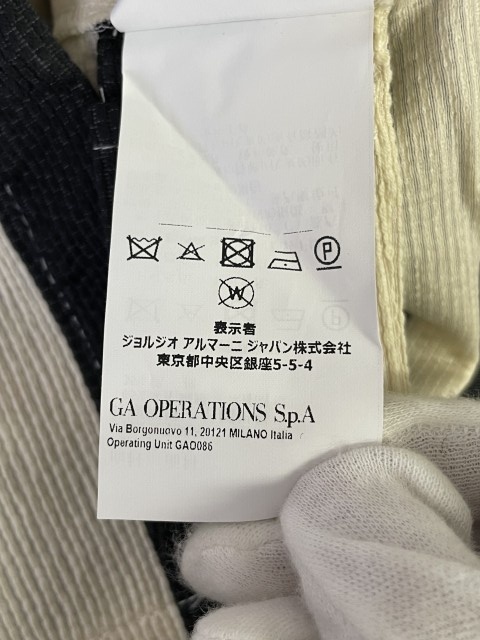 P
W
表示者
ジョルジオ アルマーニ ジャパン株式会社
東京都中央区銀座5-5-4
GA OPERATIONS S.p.A
Via Borgonuovo 11, 20121 MILANO Italia
Operating Unit GAO086